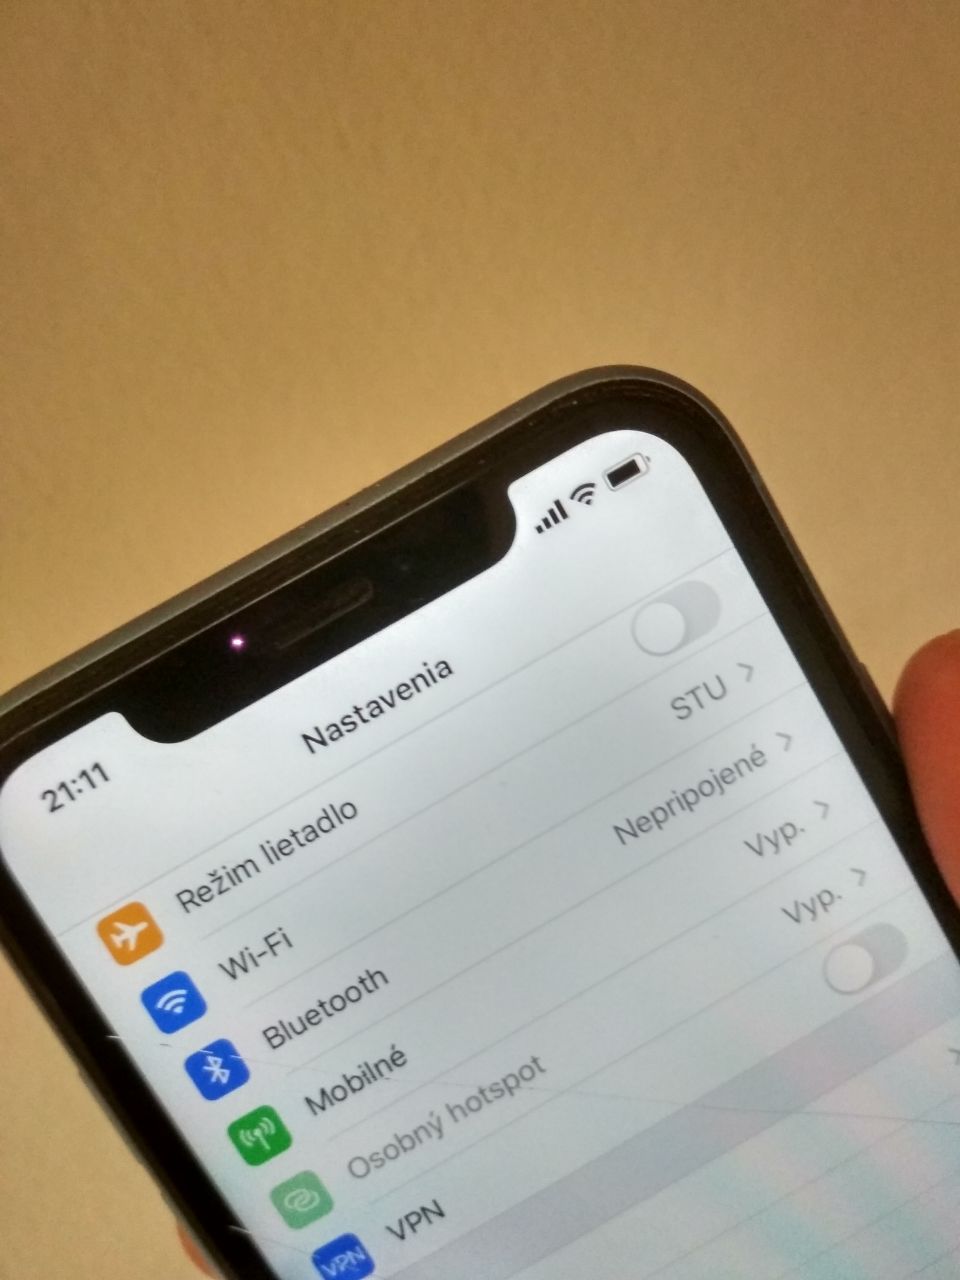 21:11
Nastavenia
Režim lietadlo
Wi-Fi STU
Bluetooth Nepripojené
Mobilné Vyp.
Osobný hotspot Vyp.
VPN VPN